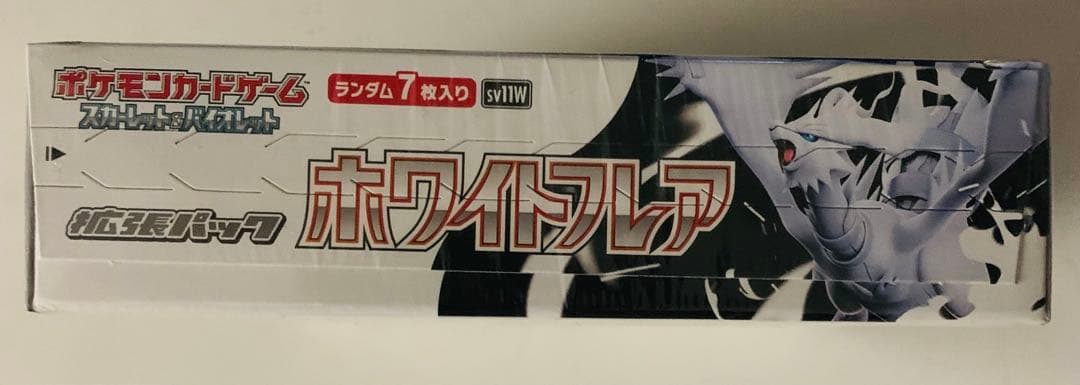 ポケモンカードゲーム™
スカーレット&バイオレット
ランダム7枚入り
SV11W
拡張パック
ホワイトフレア